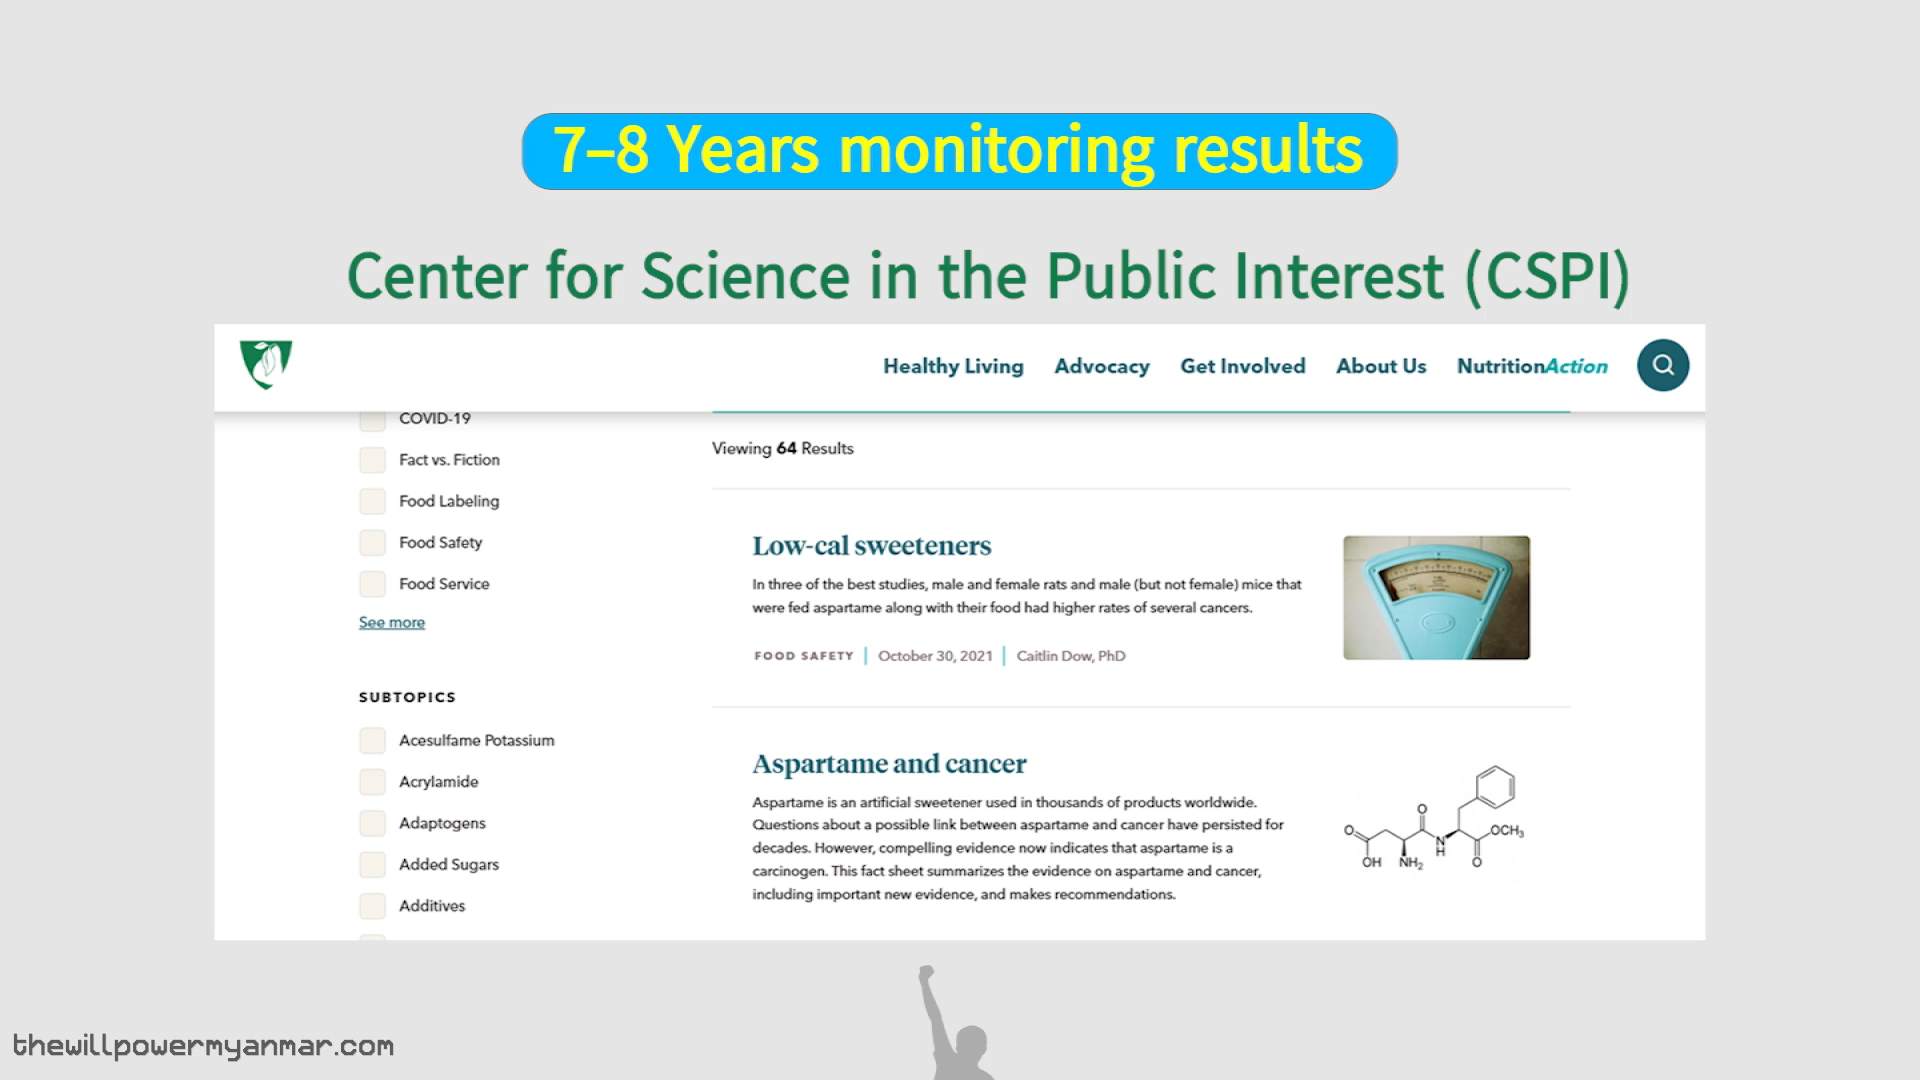 7–8 Years monitoring results
Center for Science in the Public Interest (CSPI)
Healthy Living Advocacy Get Involved About Us NutritionAction
COVID-19
Fact vs. Fiction
Food Labeling
Food Safety
Food Service
See more
SUBTOPICS
Acesulfame Potassium
Acrylamide
Adaptogens
Added Sugars
Additives
Viewing 64 Results
Low-cal sweeteners
In three of the best studies, male and female rats and male (but not female) mice that
were fed aspartame along with their food had higher rates of several cancers.
FOOD SAFETY | October 30, 2021 | Caitlin Dow, PhD
Aspartame and cancer
Aspartame is an artificial sweetener used in thousands of products worldwide.
Questions about a possible link between aspartame and cancer have persisted for
decades. However, compelling evidence now indicates that aspartame is a
carcinogen. This fact sheet summarizes the evidence on aspartame and cancer,
including important new evidence, and makes recommendations.
O
O
OCH3
N
H
OH
NH2
O
thewillpowermyanmar.com